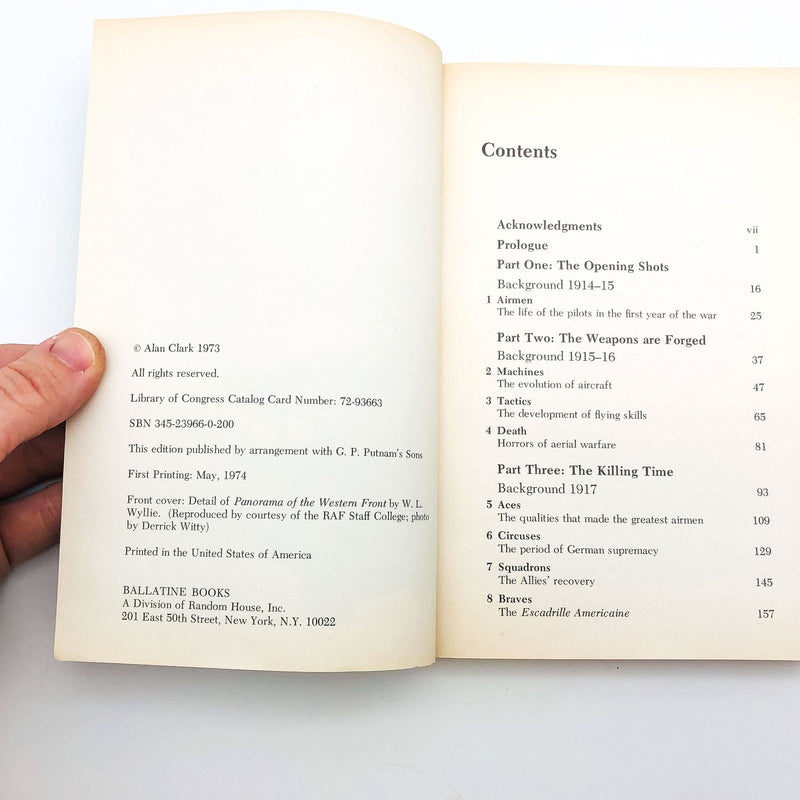 © Alan Clark 1973
All rights reserved.
Library of Congress Catalog Card Number: 72-93663
SBN 345-23966-0-200
This edition published by arrangement with G. P. Putnam's Sons
First Printing: May, 1974
Front cover: Detail of Panorama of the Western Front by W. L.
Wyllie. (Reproduced by courtesy of the RAF Staff College; photo
by Derrick Witty)
Printed in the United States of America
BALLATINE BOOKS
A Division of Random House, Inc.
201 East 50th Street, New York, N.Y. 10022
Contents
Acknowledgments vii
Prologue 1
Part One: The Opening Shots
Background 1914–15 16
1 Airmen
The life of the pilots in the first year of the war 25
Part Two: The Weapons are Forged
Background 1915–16 37
2 Machines
The evolution of aircraft 47
3 Tactics
The development of flying skills 65
4 Death
Horrors of aerial warfare 81
Part Three: The Killing Time
Background 1917 93
5 Aces
The qualities that made the greatest airmen 109
6 Circuses
The period of German supremacy 129
7 Squadrons
The Allies' recovery 145
8 Braves
The Escadrille Americaine 157